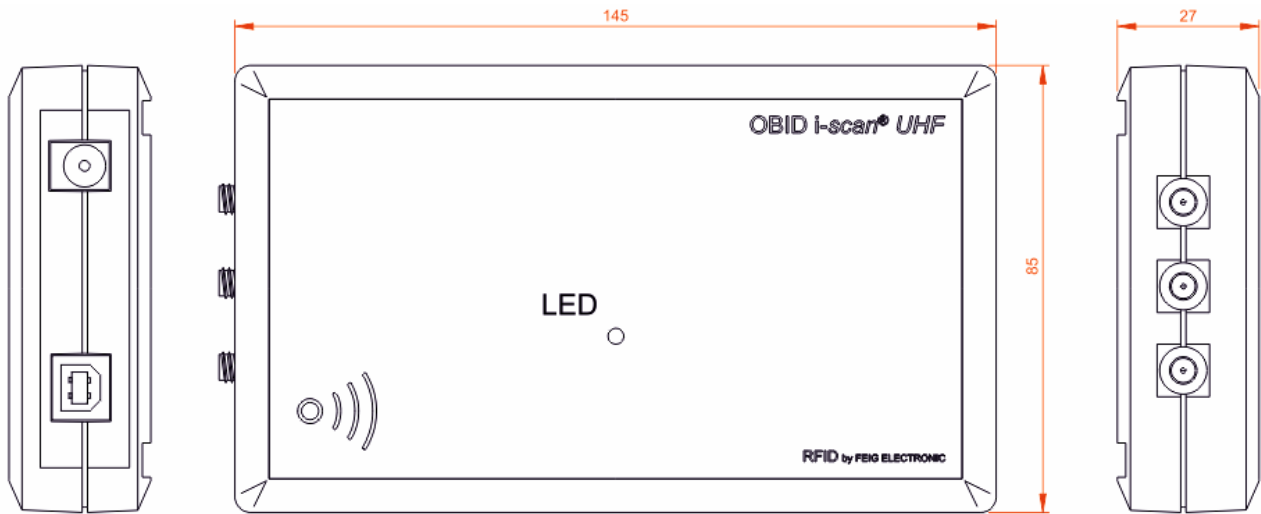 145
27
OBID i-scan® UHF
85
LED
RFID by FEIG ELECTRONIC